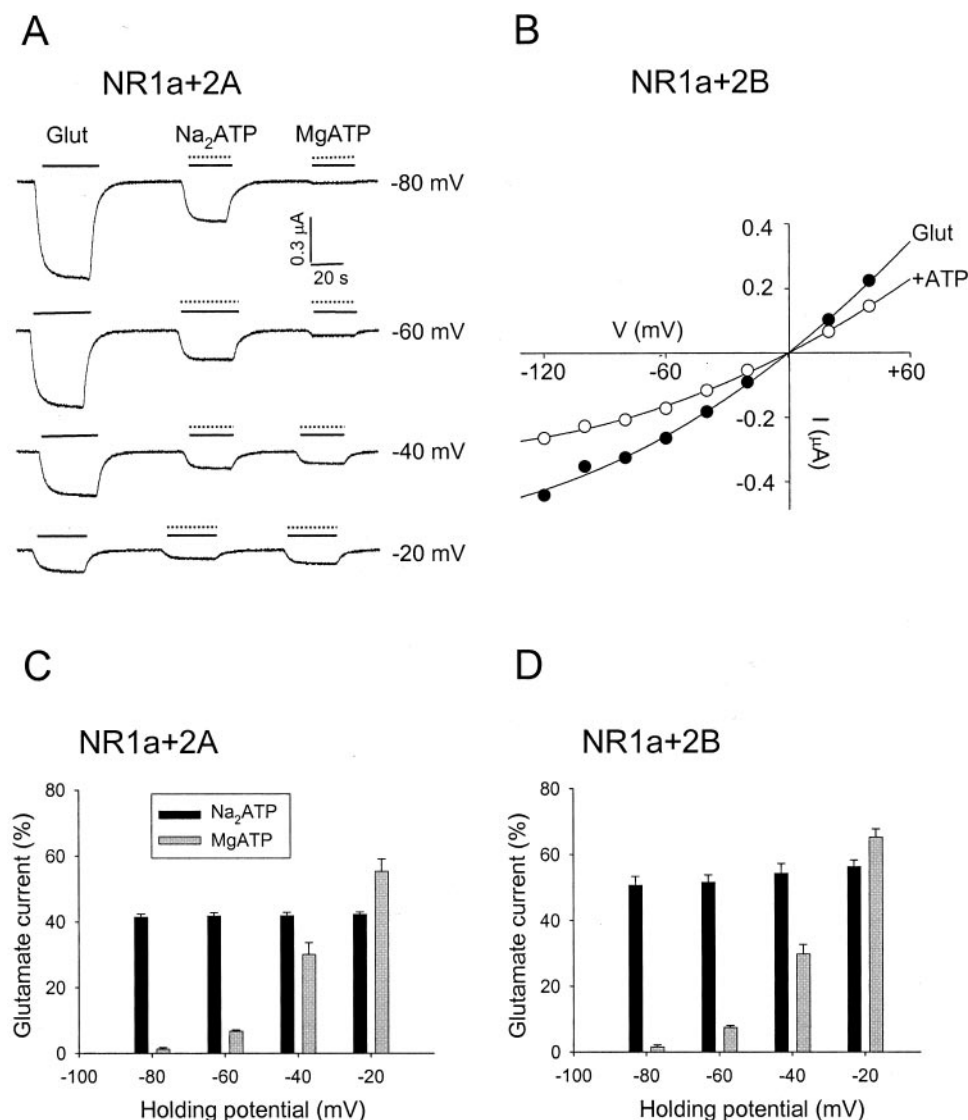 A
NR1a+2A
Glut Na₂ATP MgATP
-80 mV
0.3 µA
20 s
-60 mV
-40 mV
-20 mV
B
NR1a+2B
0.4
Glut
0.2
+ATP
V (mV)
-120 -60 +60
-0.2
I (µA)
-0.4
C
NR1a+2A
80
Na₂ATP
MgATP
60
40
20
0
Glutamate current (%)
-100 -80 -60 -40 -20
Holding potential (mV)
D
NR1a+2B
80
60
40
20
0
Glutamate current (%)
-100 -80 -60 -40 -20
Holding potential (mV)